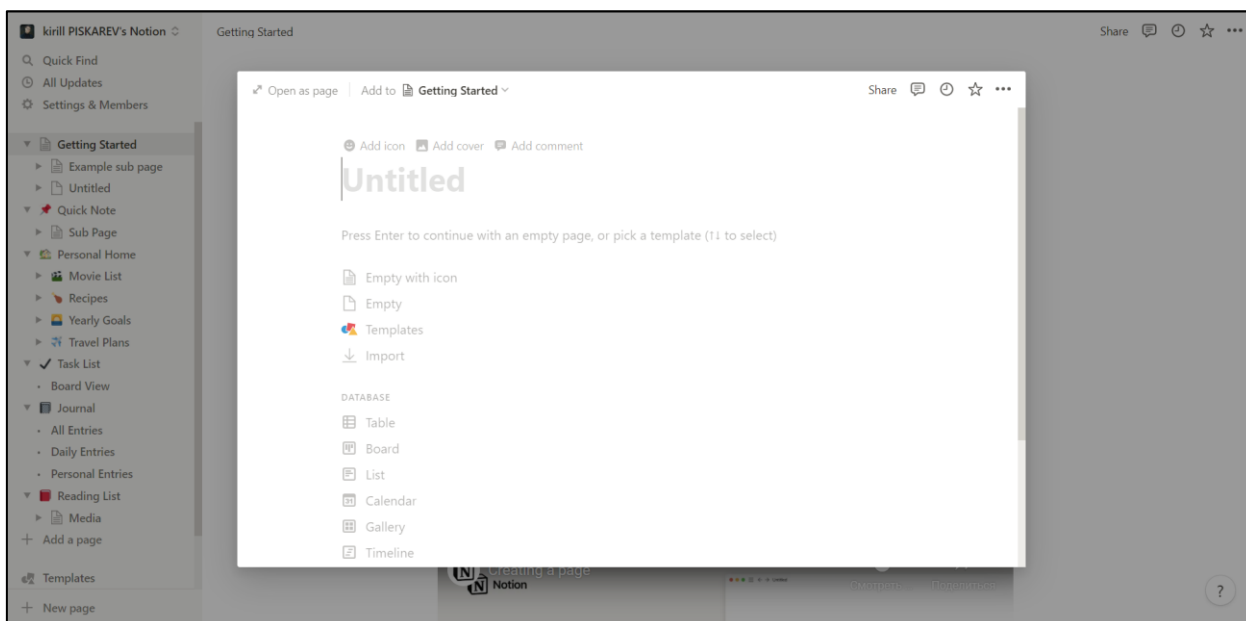 kirill PISKAREV's Notion
Quick Find
All Updates
Settings & Members
Getting Started
Example sub page
Untitled
Quick Note
Sub Page
Personal Home
Movie List
Recipes
Yearly Goals
Travel Plans
Task List
Board View
Journal
All Entries
Daily Entries
Personal Entries
Reading List
Media
Add a page
Templates
New page
Getting Started
Share
Open as page
Add to Getting Started
Share
Add icon Add cover Add comment
Untitled
Press Enter to continue with an empty page, or pick a template (↑↓ to select)
Empty with icon
Empty
Templates
Import
DATABASE
Table
Board
List
Calendar
Gallery
Timeline
Creating a page
Notion
?